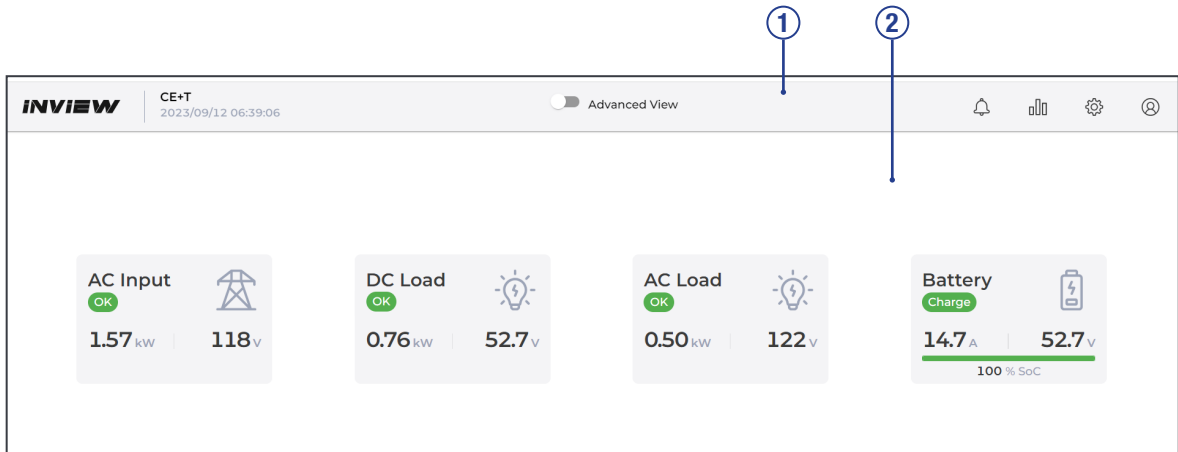 1 2
INVIEW
CE+T
2023/09/12 06:39:06
Advanced View
AC Input
OK
1.57 kW 118 V
DC Load
OK
0.76 kW 52.7 V
AC Load
OK
0.50 kW 122 V
Battery
Charge
14.7 A 52.7 V
100 % SoC